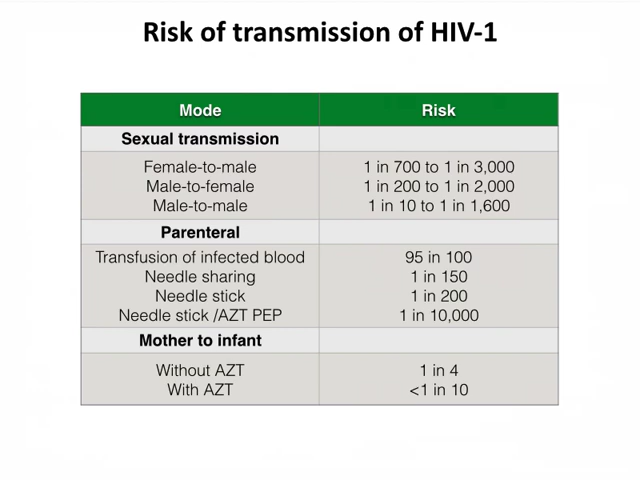 Risk of transmission of HIV-1
Mode Risk
Sexual transmission
Female-to-male 1 in 700 to 1 in 3,000
Male-to-female 1 in 200 to 1 in 2,000
Male-to-male 1 in 10 to 1 in 1,600
Parenteral
Transfusion of infected blood 95 in 100
Needle sharing 1 in 150
Needle stick 1 in 200
Needle stick /AZT PEP 1 in 10,000
Mother to infant
Without AZT 1 in 4
With AZT <1 in 10